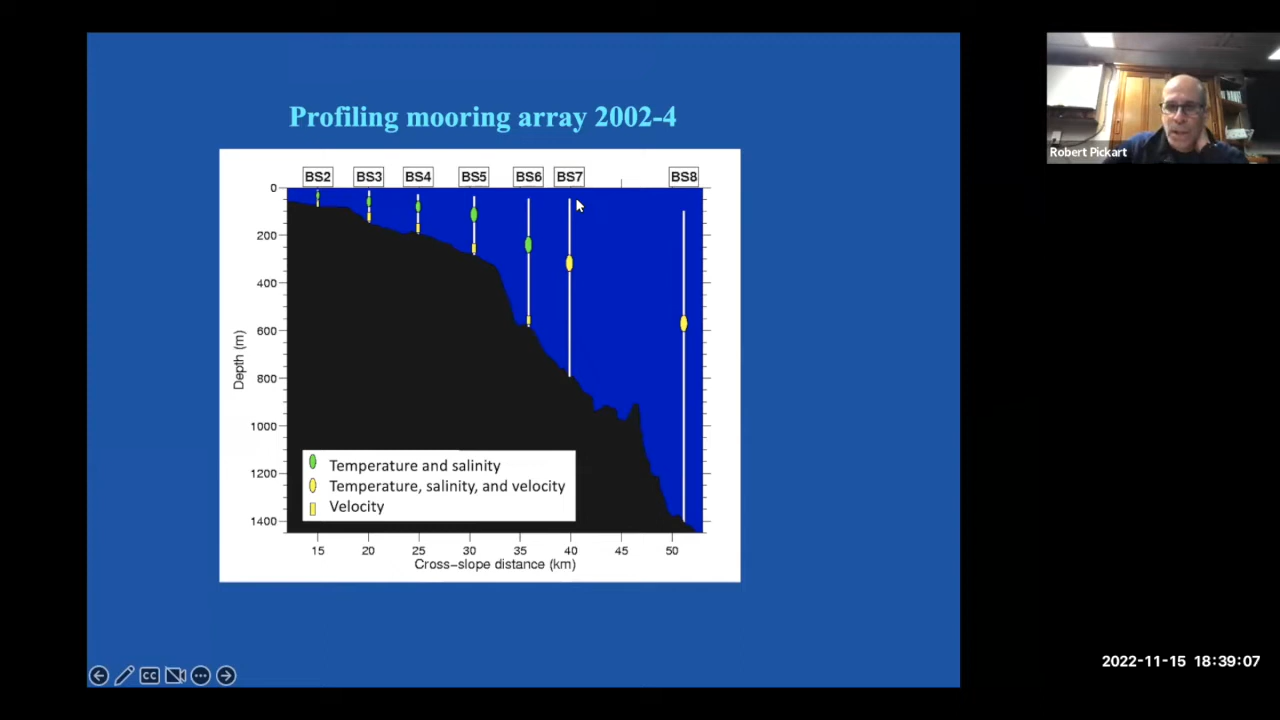 Profiling mooring array 2002-4
BS2 BS3 BS4 BS5 BS6 BS7 BS8
0
200
400
600
800
1000
1200
1400
Depth (m)
Temperature and salinity
Temperature, salinity, and velocity
Velocity
15 20 25 30 35 40 45 50
Cross-slope distance (km)
CC
Robert Pickart
2022-11-15 18:39:07